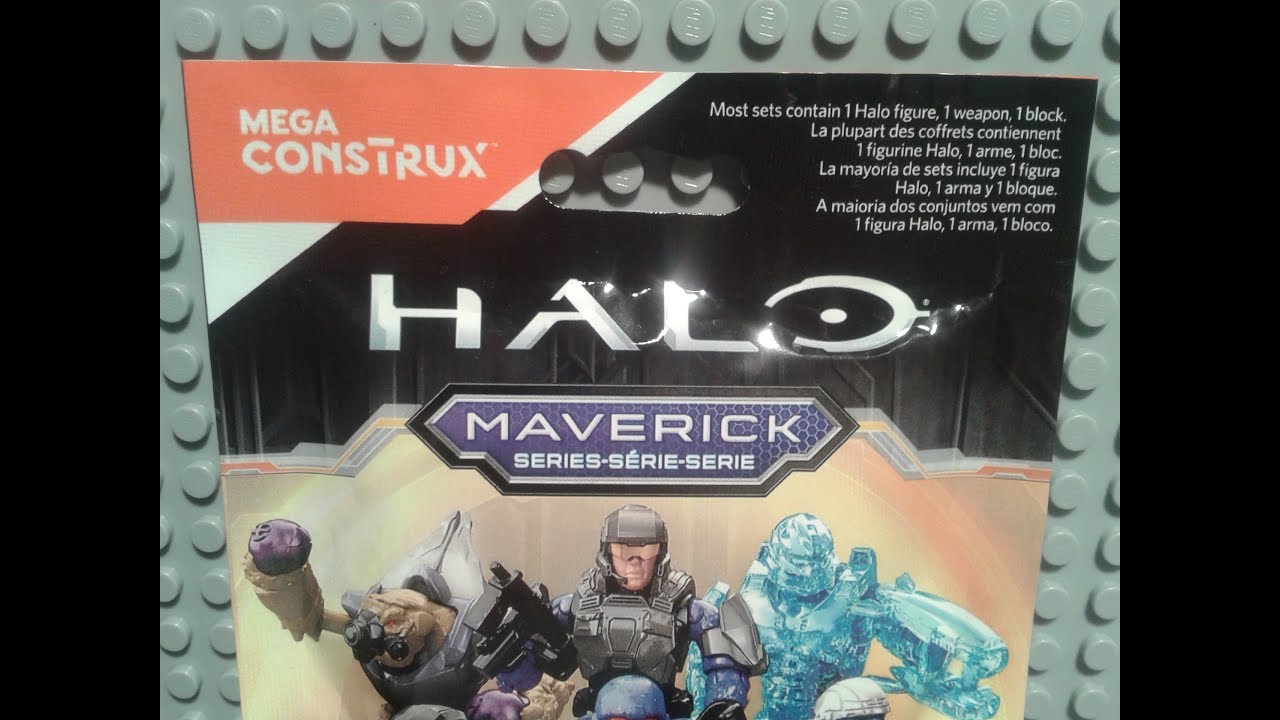 MEGA
CONSTRUX™
Most sets contain 1 Halo figure, 1 weapon, 1 block.
La plupart des coffrets contiennent
1 figurine Halo, 1 arme, 1 bloc.
La mayoría de sets incluye 1 figura
Halo, 1 arma y 1 bloque.
A maioria dos conjuntos vem com
1 figura Halo, 1 arma, 1 bloco.
HALO®
MAVERICK
SERIES-SÉRIE-SERIE